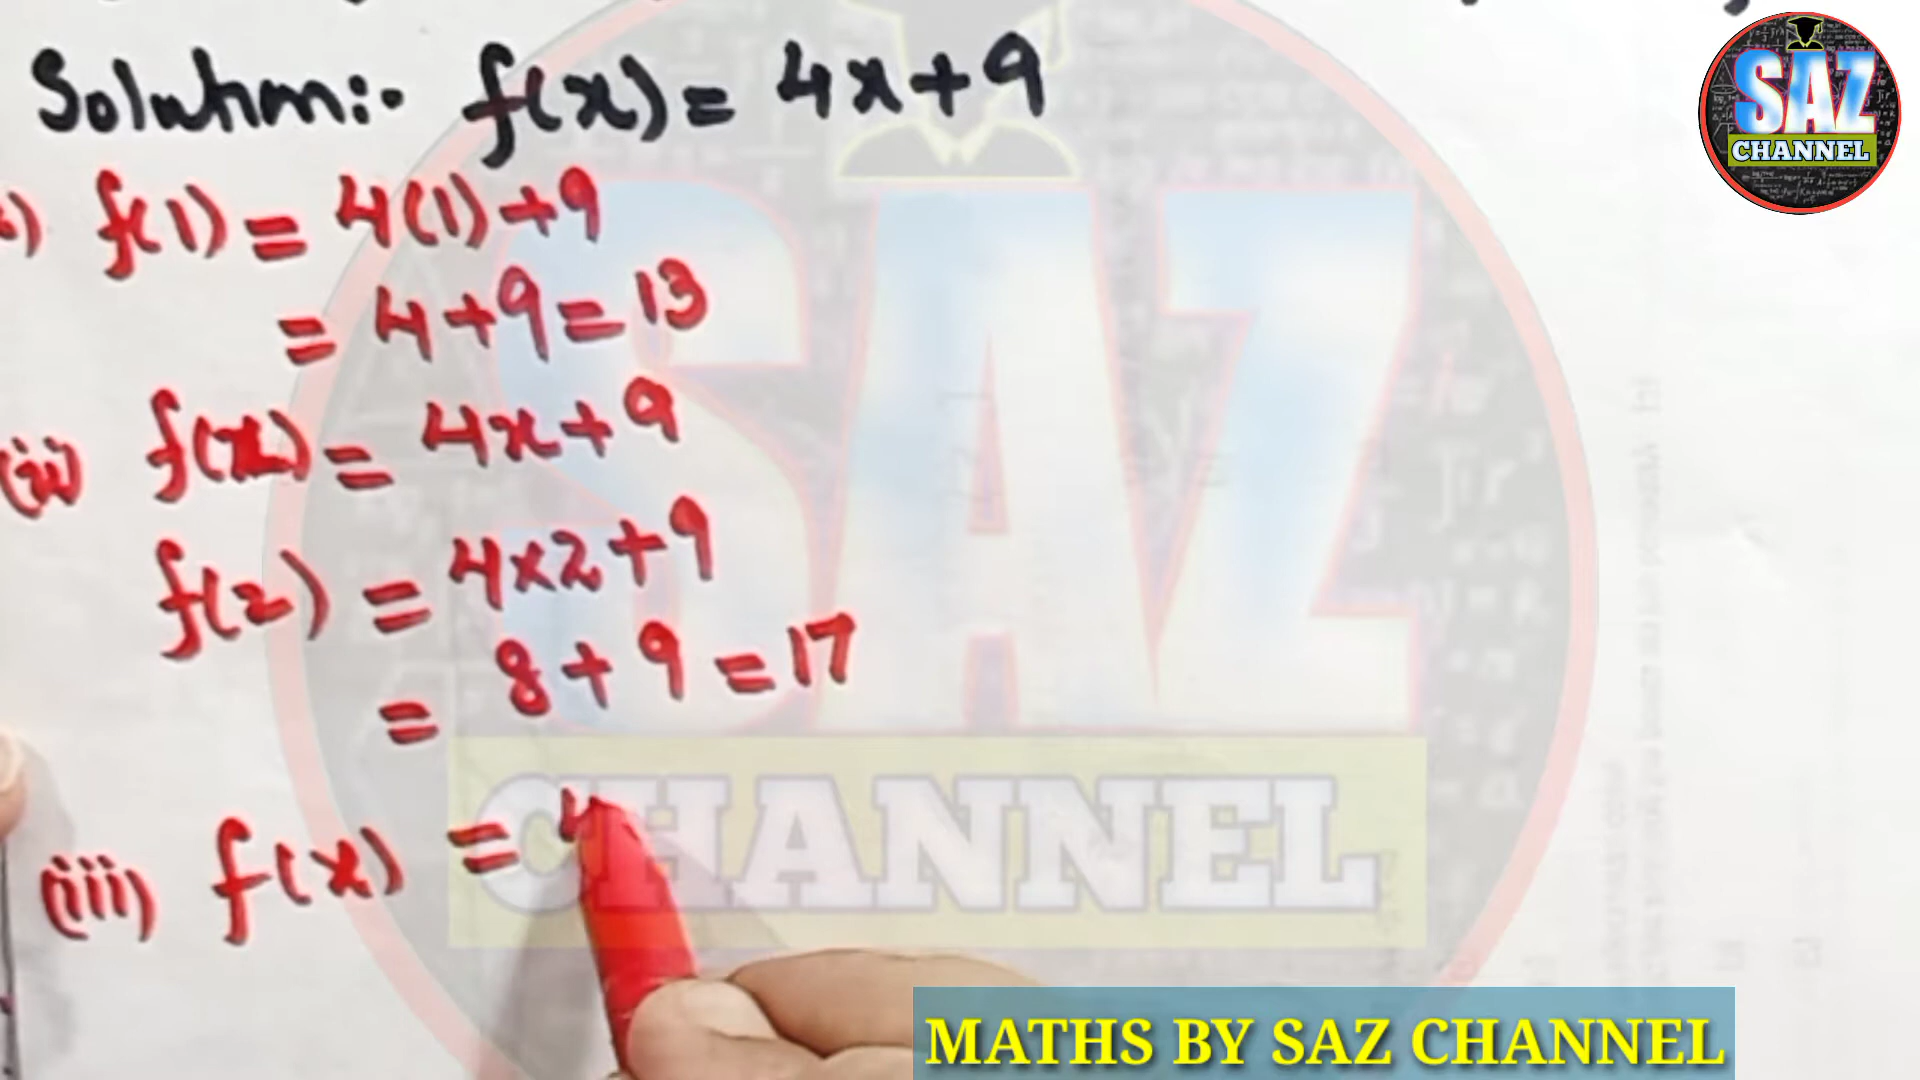 Solution:- f(x) = 4x+9
f(1) = 4(1)+9
= 4+9=13
(ii) f(x) = 4x+9
f(2) = 4x2+9
= 8+9=17
(iii) f(x) = 4
SAZ
CHANNEL
SAZ
CHANNEL
MATHS BY SAZ CHANNEL